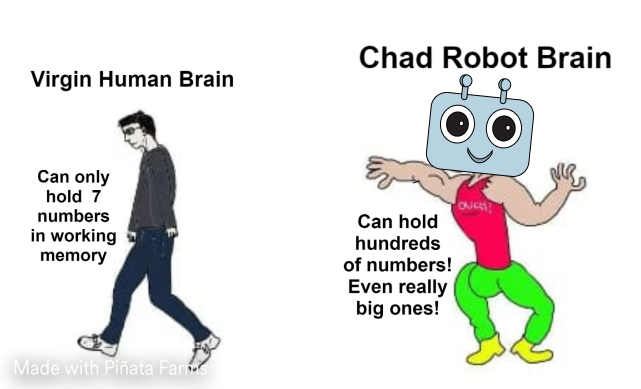 Virgin Human Brain
Can only
hold 7
numbers
in working
memory
Chad Robot Brain
OUCH!
Can hold
hundreds
of numbers!
Even really
big ones!
Made with Piñata Farms